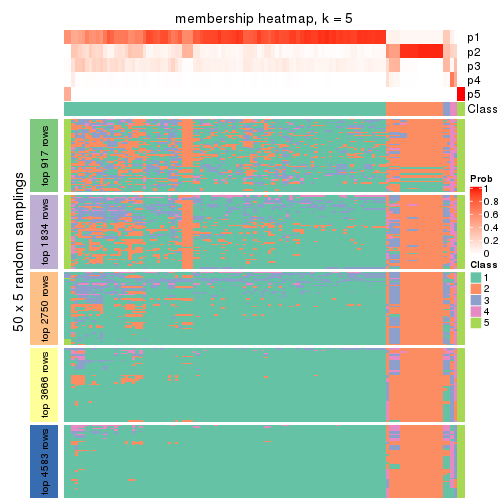 membership heatmap, k = 5
p1
p2
p3
p4
p5
Class
50 x 5 random samplings
top 917 rows
top 1834 rows
top 2750 rows
top 3666 rows
top 4583 rows
Prob
1
0.8
0.6
0.4
0.2
0
Class
1
2
3
4
5